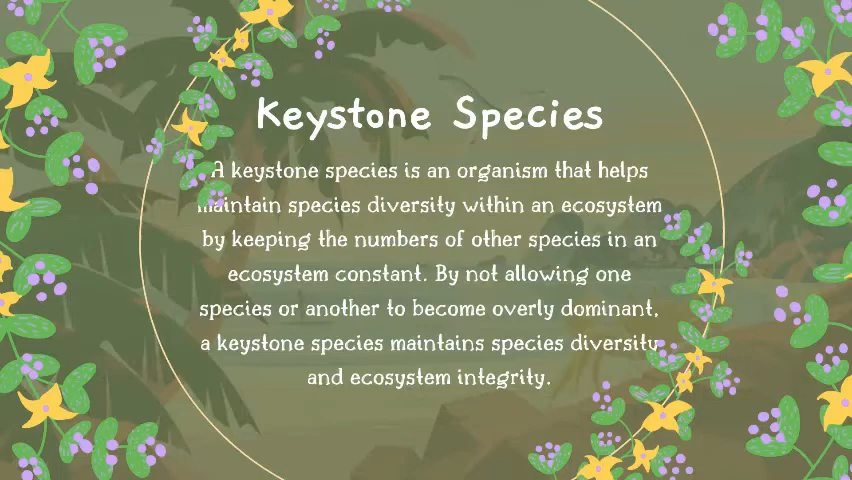 Keystone Species
A keystone species is an organism that helps
maintain species diversity within an ecosystem
by keeping the numbers of other species in an
ecosystem constant. By not allowing one
species or another to become overly dominant,
a keystone species maintains species diversity
and ecosystem integrity.